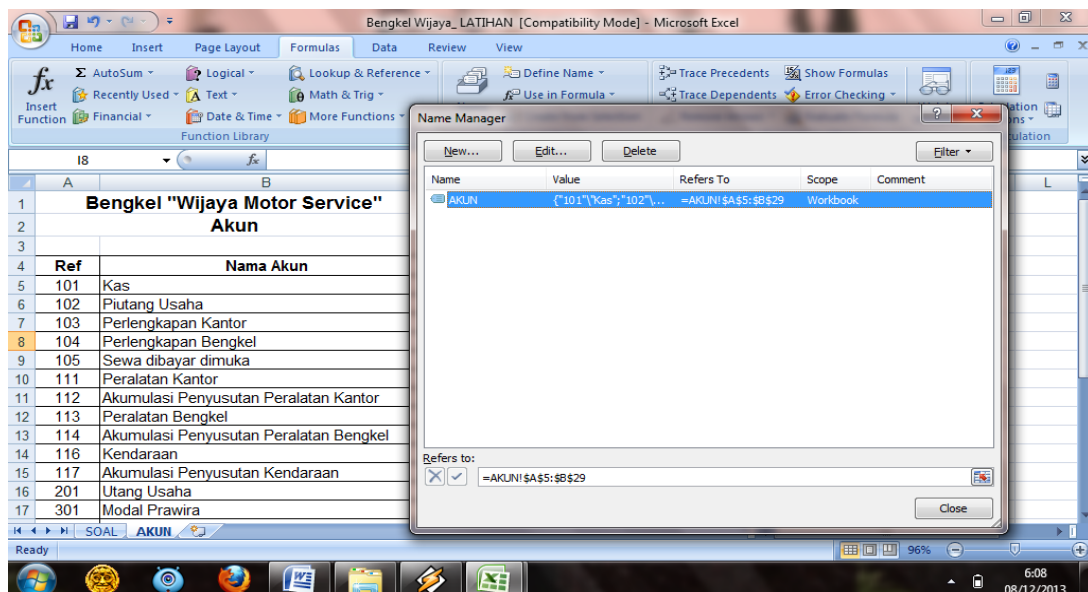 Bengkel Wijaya_ LATIHAN [Compatibility Mode] - Microsoft Excel
Home Insert Page Layout Formulas Data Review View
fx Insert Function
Σ AutoSum
Recently Used
Financial
Logical
Text
Date & Time
Lookup & Reference
Math & Trig
More Functions
Function Library
Define Name
Use in Formula
Trace Precedents
Trace Dependents
Show Formulas
Error Checking
I8 fx
A B L
1 Bengkel "Wijaya Motor Service"
2 Akun
3
4 Ref Nama Akun
5 101 Kas
6 102 Piutang Usaha
7 103 Perlengkapan Kantor
8 104 Perlengkapan Bengkel
9 105 Sewa dibayar dimuka
10 111 Peralatan Kantor
11 112 Akumulasi Penyusutan Peralatan Kantor
12 113 Peralatan Bengkel
13 114 Akumulasi Penyusutan Peralatan Bengkel
14 116 Kendaraan
15 117 Akumulasi Penyusutan Kendaraan
16 201 Utang Usaha
17 301 Modal Prawira
Name Manager
New... Edit... Delete Filter
Name Value Refers To Scope Comment
AKUN {"101"\"Kas";"102"\... =AKUN!$A$5:$B$29 Workbook
Refers to:
=AKUN!$A$5:$B$29
Close
SOAL AKUN
Ready 96%
6:08
08/12/2013